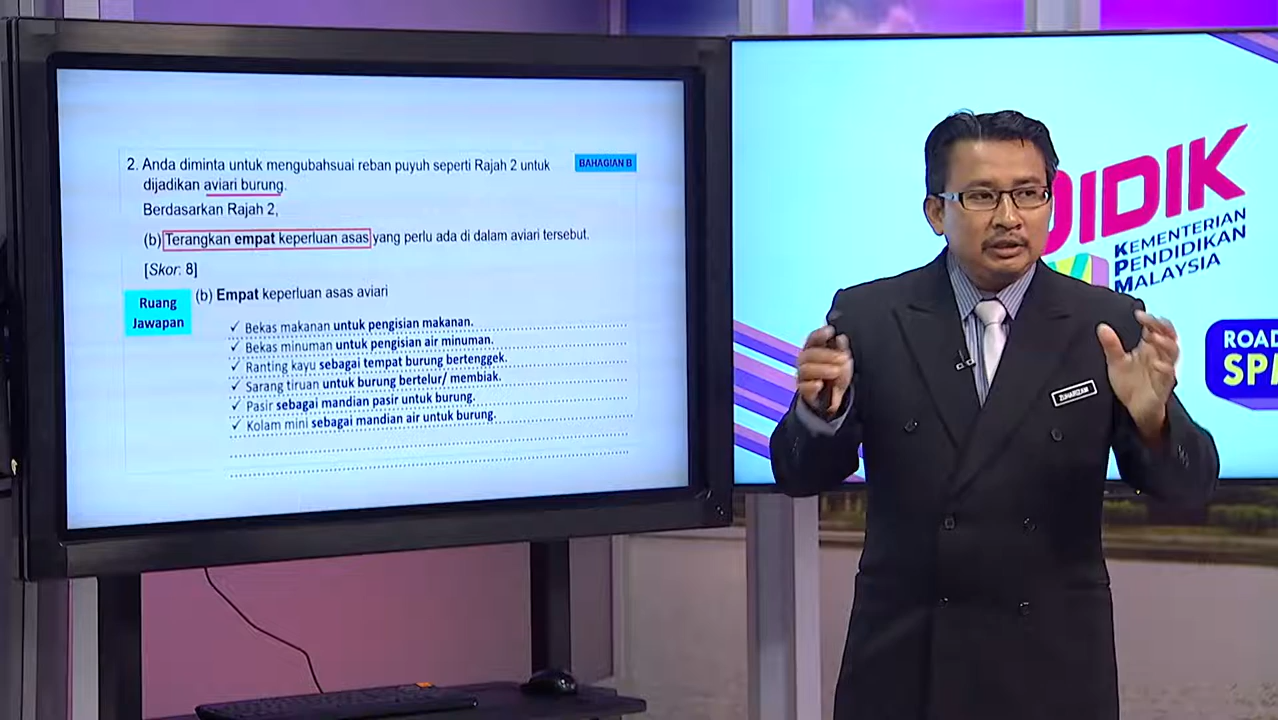 2. Anda diminta untuk mengubahsuai reban puyuh seperti Rajah 2 untuk
dijadikan aviari burung.
BAHAGIAN B
Berdasarkan Rajah 2,
(b) Terangkan empat keperluan asas yang perlu ada di dalam aviari tersebut.
[Skor: 8]
Ruang
Jawapan
(b) Empat keperluan asas aviari
✓ Bekas makanan untuk pengisian makanan.
✓ Bekas minuman untuk pengisian air minuman.
✓ Ranting kayu sebagai tempat burung bertenggek.
✓ Sarang tiruan untuk burung bertelur/ membiak.
✓ Pasir sebagai mandian pasir untuk burung.
✓ Kolam mini sebagai mandian air untuk burung.
DIDIK
KEMENTERIAN
PENDIDIKAN
MALAYSIA
ROAD
SPM
ZUHARIZAM